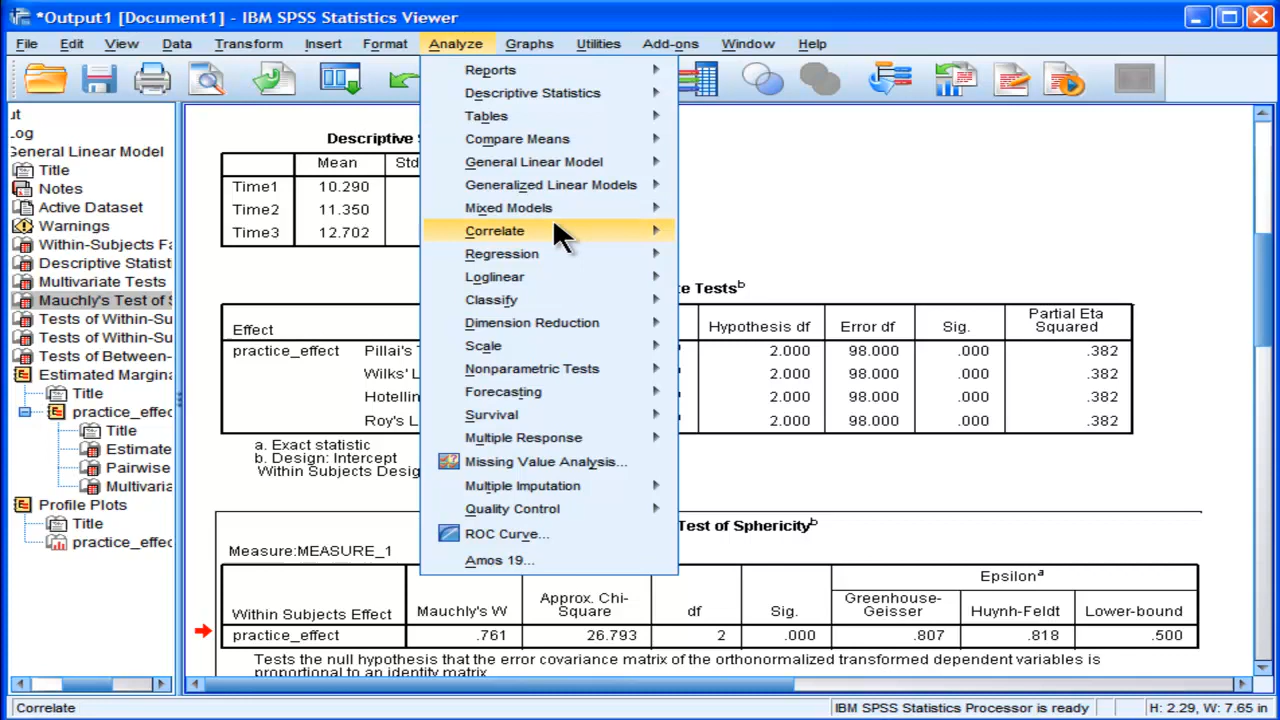 *Output1 [Document1] - IBM SPSS Statistics Viewer
File Edit View Data Transform Insert Format Analyze Graphs Utilities Add-ons Window Help
ut
Log
General Linear Model
Title
Notes
Active Dataset
Warnings
Within-Subjects Fa
Descriptive Statist
Multivariate Tests
Mauchly's Test of S
Tests of Within-Su
Tests of Within-Su
Tests of Between-
Estimated Margina
Title
practice_effec
Title
Estimate
Pairwise
Multivaria
Profile Plots
Title
practice_effec
Reports
Descriptive Statistics
Tables
Compare Means
General Linear Model
Generalized Linear Models
Mixed Models
Correlate
Regression
Loglinear
Classify
Dimension Reduction
Scale
Nonparametric Tests
Forecasting
Survival
Multiple Response
Missing Value Analysis...
Multiple Imputation
Quality Control
ROC Curve...
Amos 19...
Descriptive S
Mean Std
Time1 10.290
Time2 11.350
Time3 12.702
te Testsb
Effect Hypothesis df Error df Sig. Partial Eta Squared
practice_effect Pillai's T 2.000 98.000 .000 .382
Wilks' L 2.000 98.000 .000 .382
Hotellin 2.000 98.000 .000 .382
Roy's L 2.000 98.000 .000 .382
a. Exact statistic
b. Design: Intercept
Within Subjects Desig
Test of Sphericityb
Measure:MEASURE_1
Epsilona
Within Subjects Effect Mauchly's W Approx. Chi-Square df Sig. Greenhouse-Geisser Huynh-Feldt Lower-bound
practice_effect .761 26.793 2 .000 .807 .818 .500
Tests the null hypothesis that the error covariance matrix of the orthonormalized transformed dependent variables is
proportional to an identity matrix.
Correlate IBM SPSS Statistics Processor is ready H: 2.29, W: 7.65 in